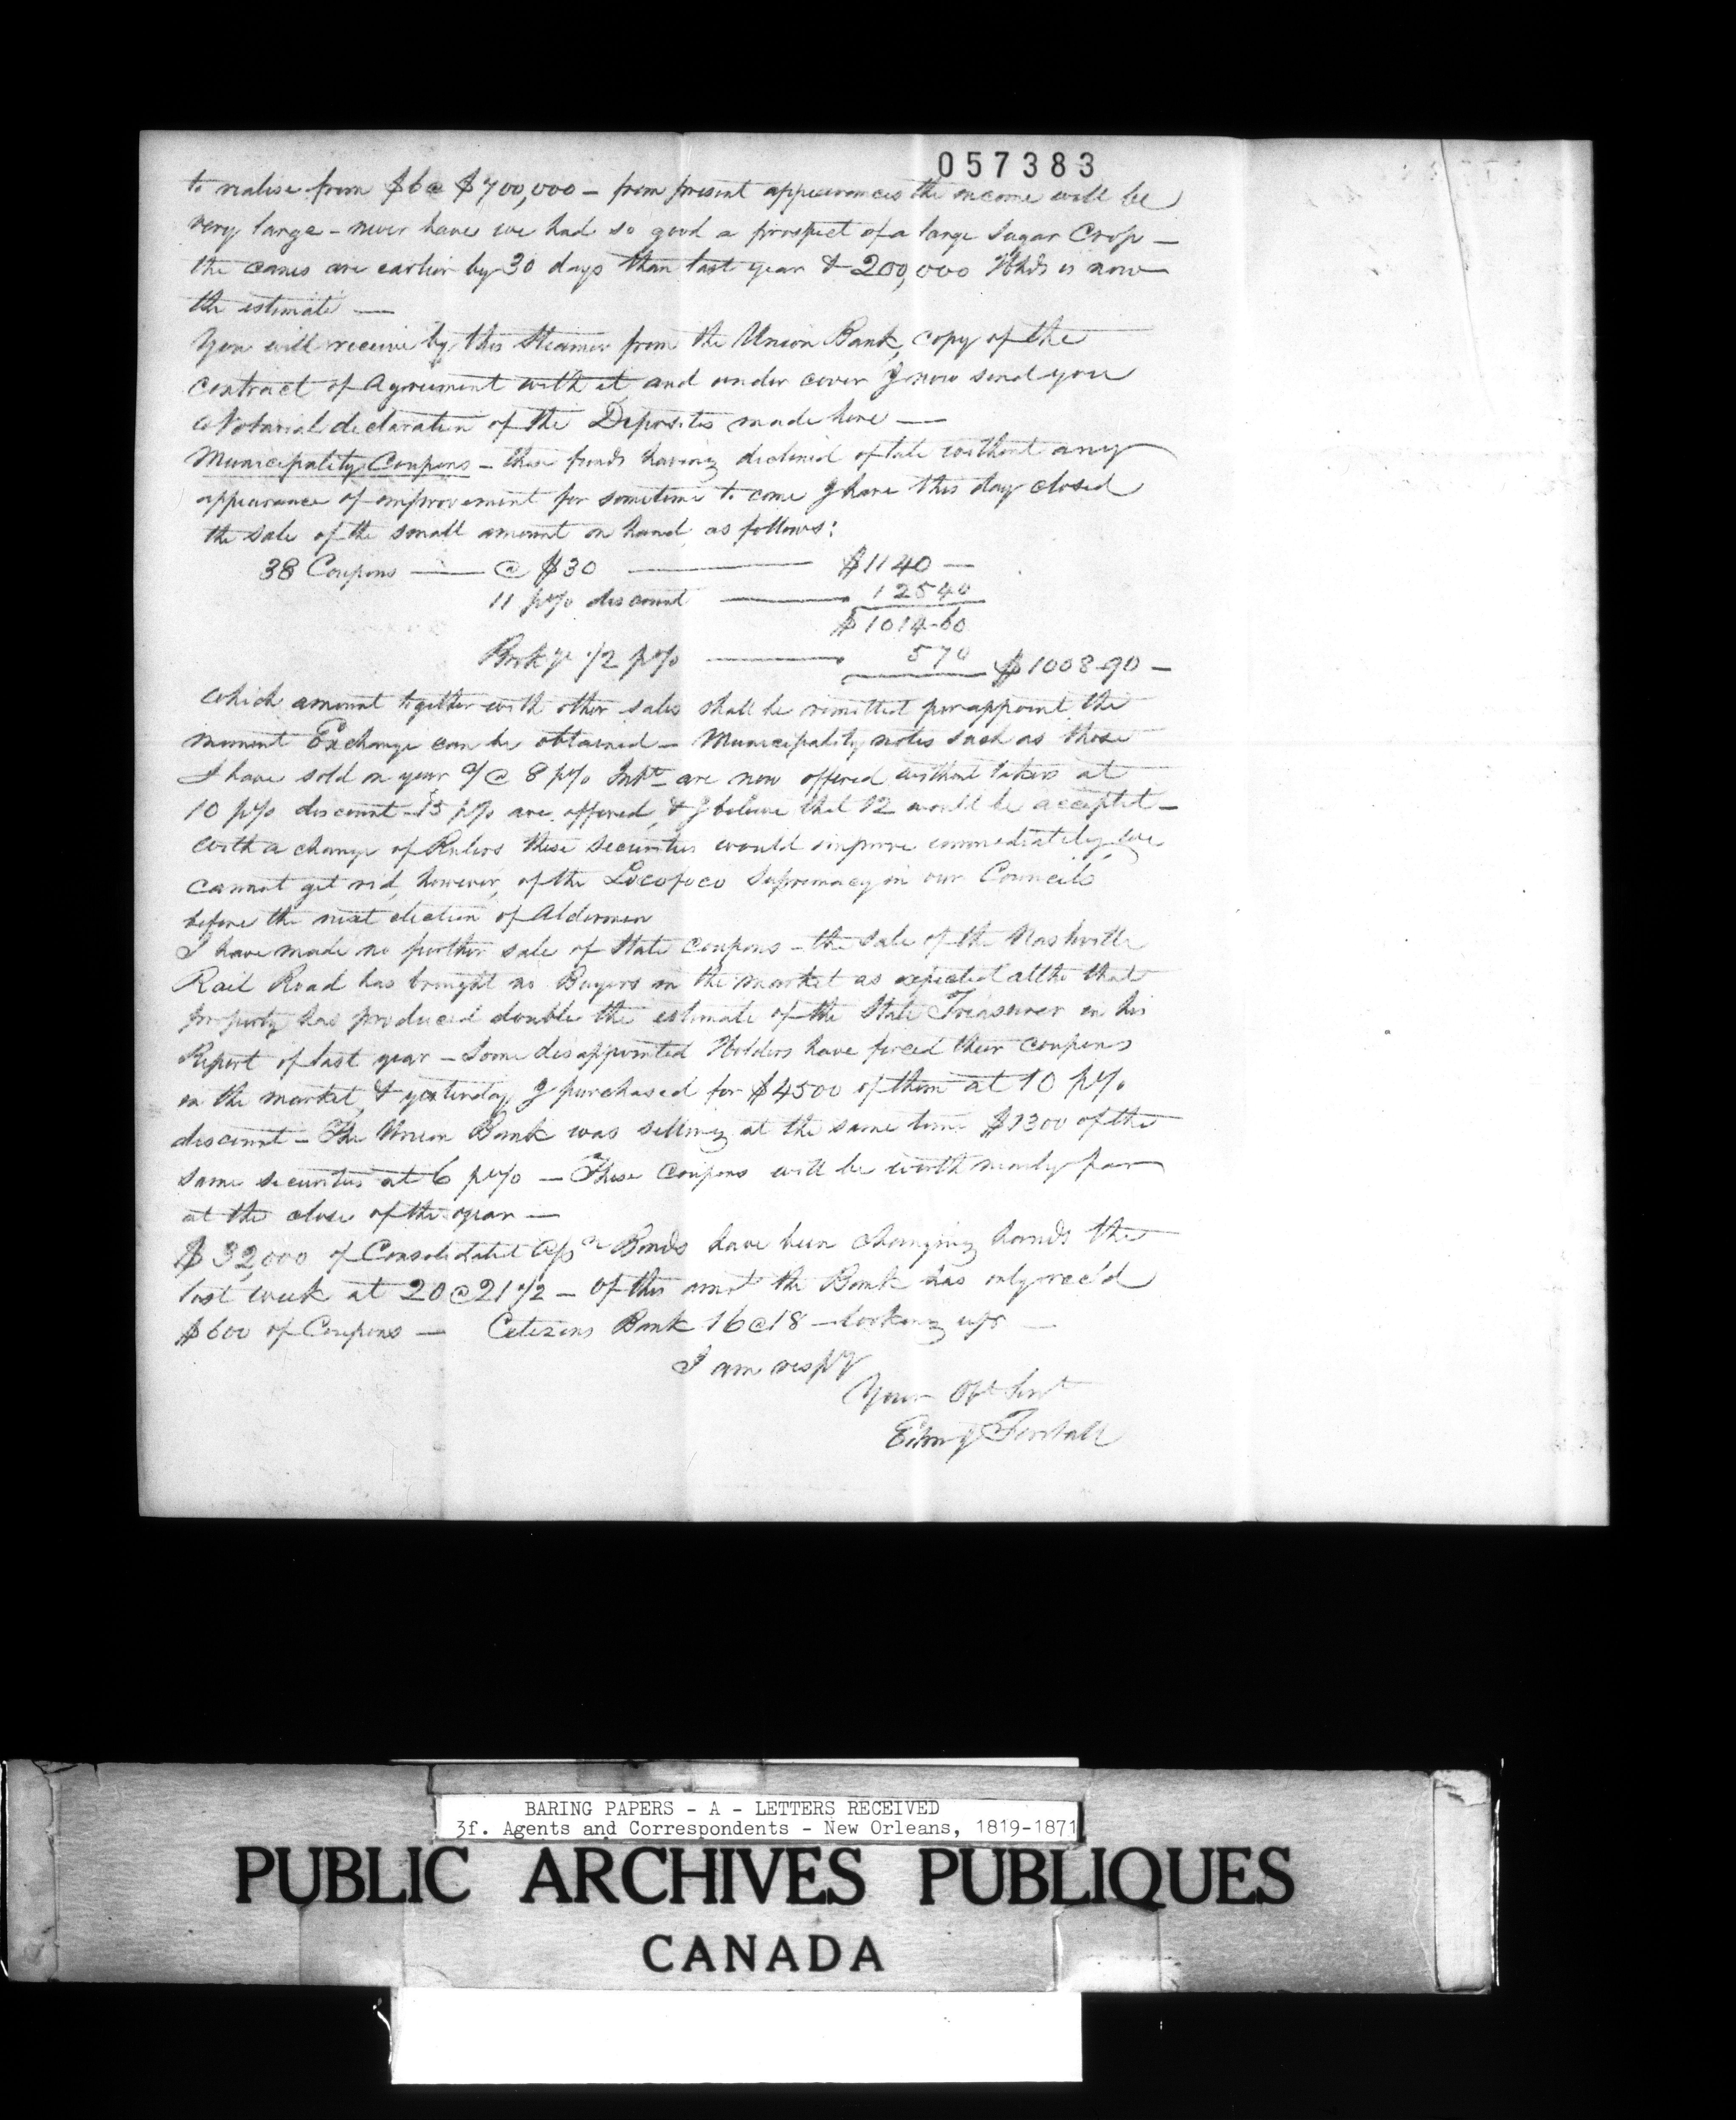 057383
to realise from $6 @ $700,000 – from present appearances the income will be
very large – never have we had so good a prospect of a large Sugar Crop –
the canes are earlier by 30 days than last year & 200,000 Hhds is now
the estimate —
You will receive by this Steamer from the Union Bank, copy of the
contract of Agreement with it and under cover I now send you
a Notarial declaration of the Deposites made here —
Municipality Coupons – these funds having declined of late without any
appearance of improvement for sometime to come I have this day closed
the sale of the small amount on hand, as follows:
38 Coupons — @ $30 — $1140 —
11 p% discount — 125 40
$1014-60
Bork ge 1/2 p% — 5 70 $1008-90 –
which amount together with other sales shall be remitted per appoint the
moment Exchange can be obtained – Municipality notes such as those
I have sold on your a/c @ 8 p% Int – are now offered without takers at
10 p% discount – 15 p% are offered, & I believe that 12 would be accepted –
with a change of Rulers these securities would improve immediately, we
cannot get rid, however, of the Locofoco Supremacy in our Councils
before the next election of Aldermen
I have made no further sale of State Coupons – the sale of the Nashville
Rail Road has brought no Buyers in the market as expected altho that
property has produced double the estimate of the State Treasurer in his
Report of last year – Some disappointed Holders have forced their coupons
on the market, & yesterday I purchased for $4500 of them at 10 p%
discount – The Union Bank was selling at the same time $1300 of the
same securities at 6 p% – These coupons will be worth nearly par
at the close of the year —
$32,000 of Consolidated Ass n Bonds have been changing hands the
last week at 20 @ 21 1/2 – Of this amt the Bank has only rec'd
$600 of Coupons — Citizens Bank 16 @ 18 – looking up —
I am respy
Your Obt Servt
Edmd J Forstall
BARING PAPERS - A - LETTERS RECEIVED
3f. Agents and Correspondents - New Orleans, 1819-1871
PUBLIC ARCHIVES PUBLIQUES
CANADA